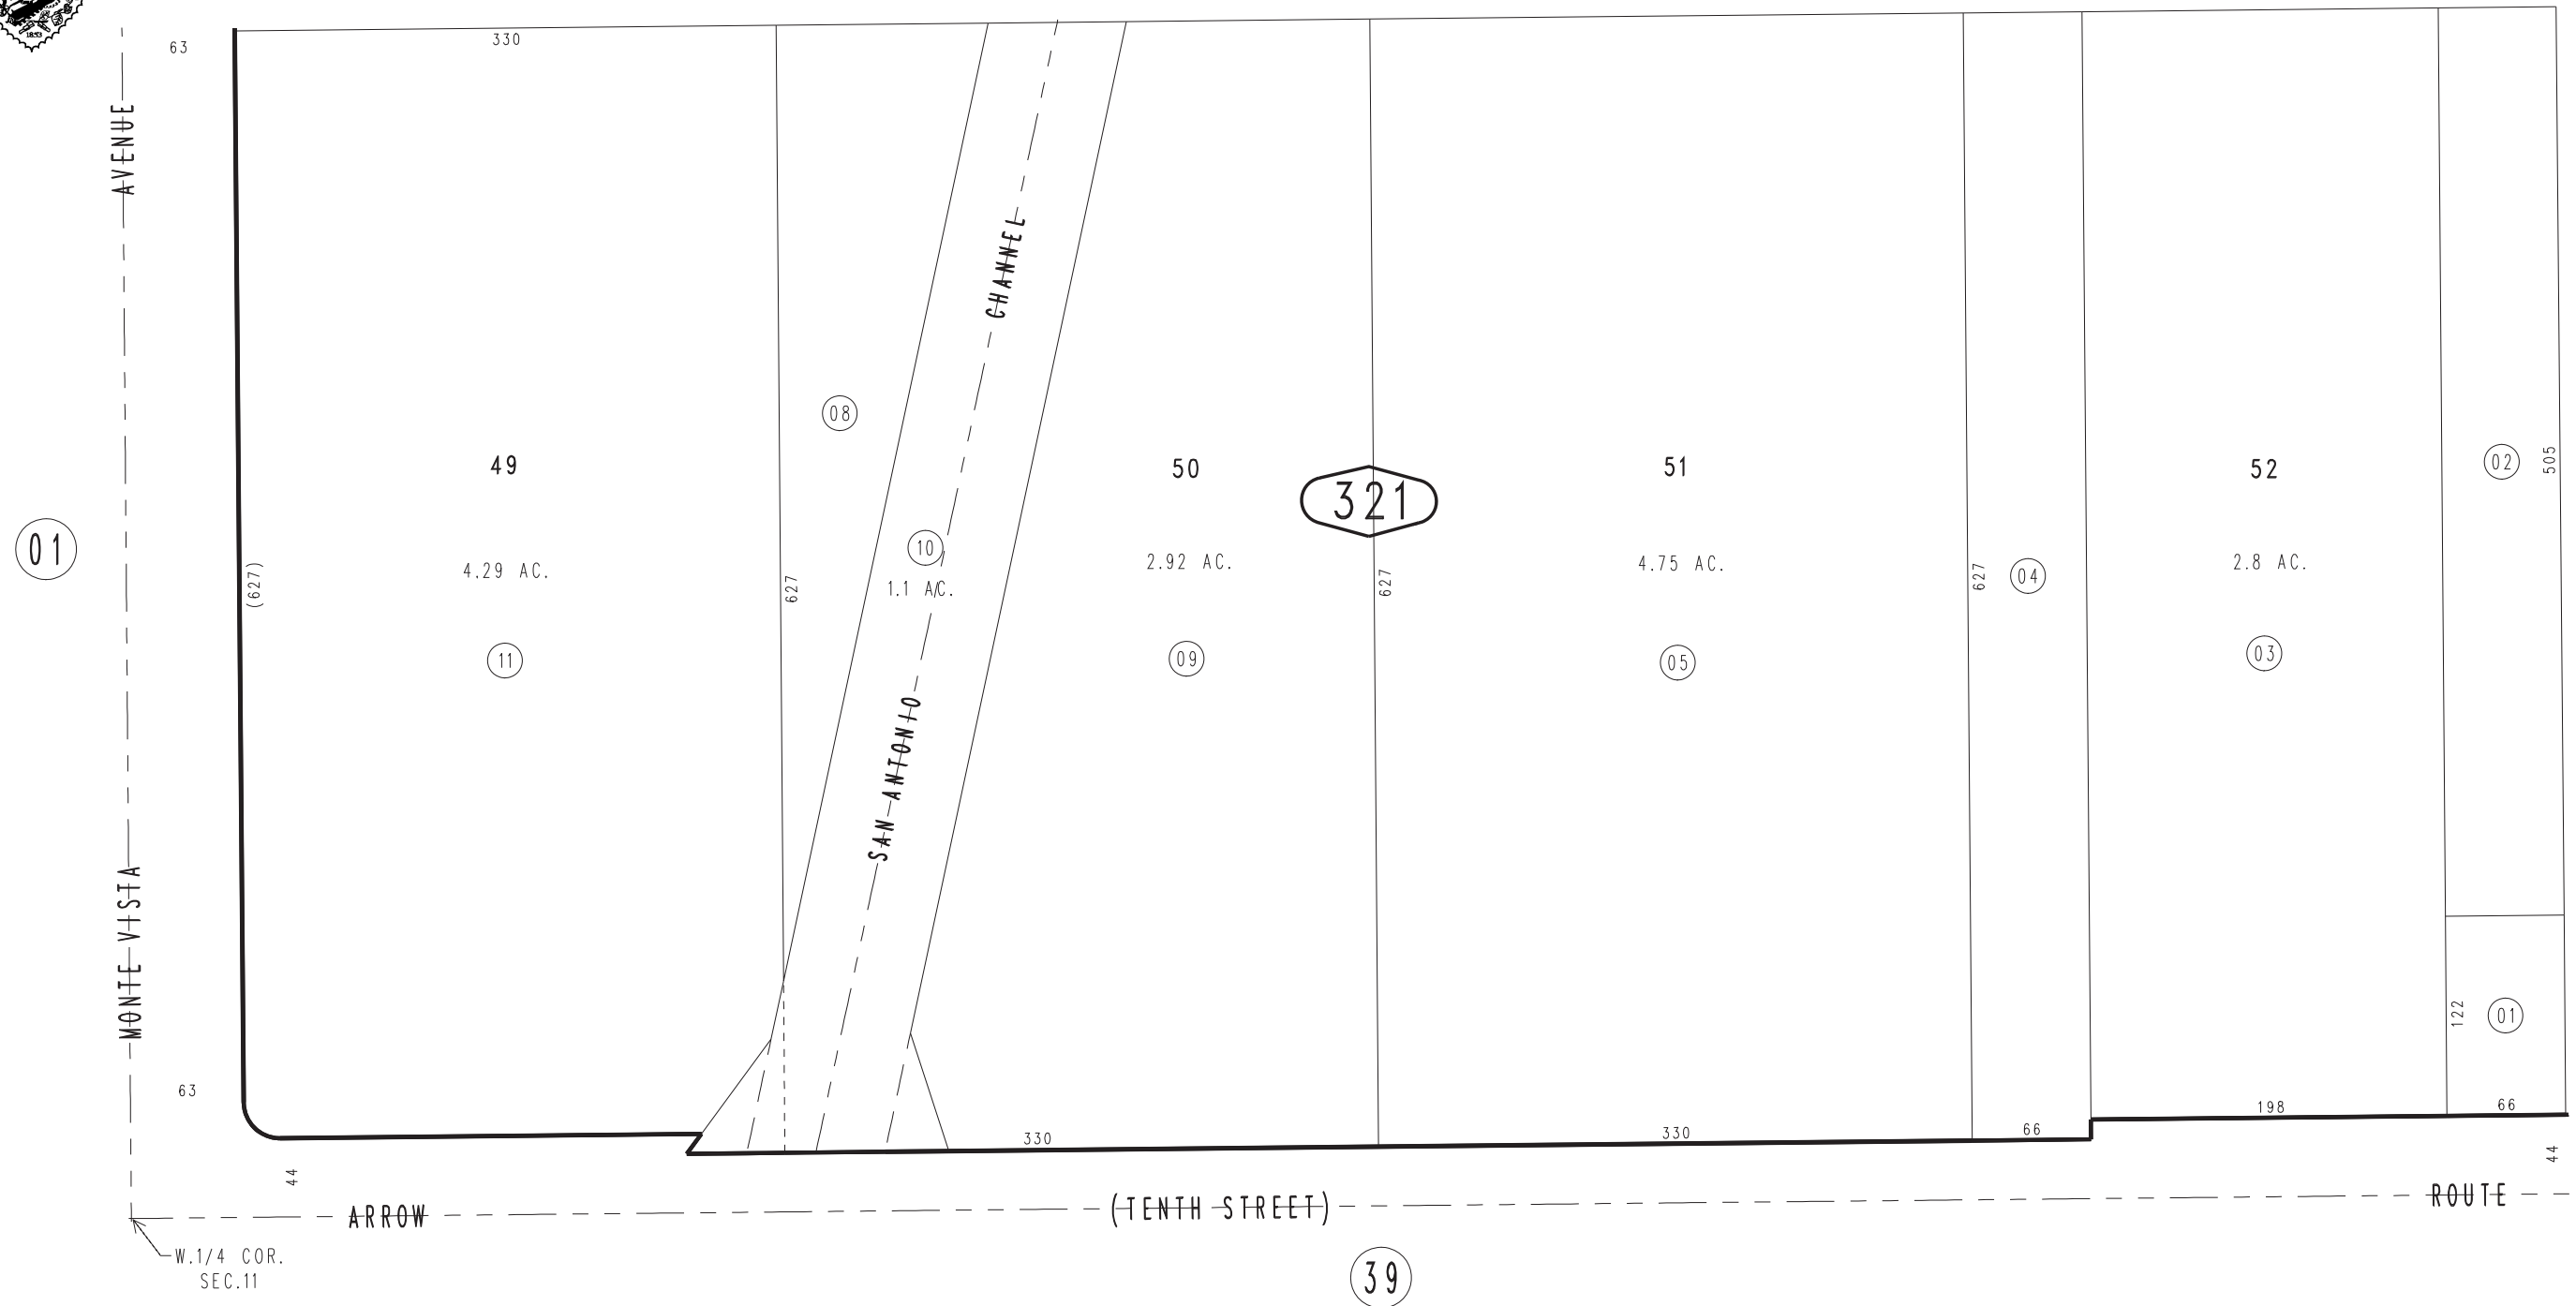 1853
63
330
AVENUE
CHANNEL
08
49
50
51
52
02
505
321
01
(627)
4.29 AC.
627
10
1.1 AC.
2.92 AC.
627
4.75 AC.
627
04
2.8 AC.
11
09
05
03
SAN ANTONIO
MONTE VISTA
122
01
63
330
330
66
198
66
44
44
ARROW
(TENTH STREET)
ROUTE
W.1/4 COR.
SEC.11
39